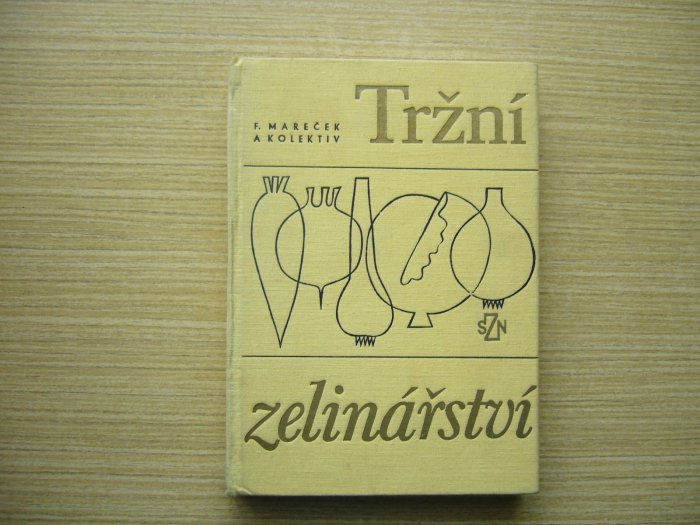 Tržní
F. MAREČEK
A KOLEKTIV
SZN
zelinářství